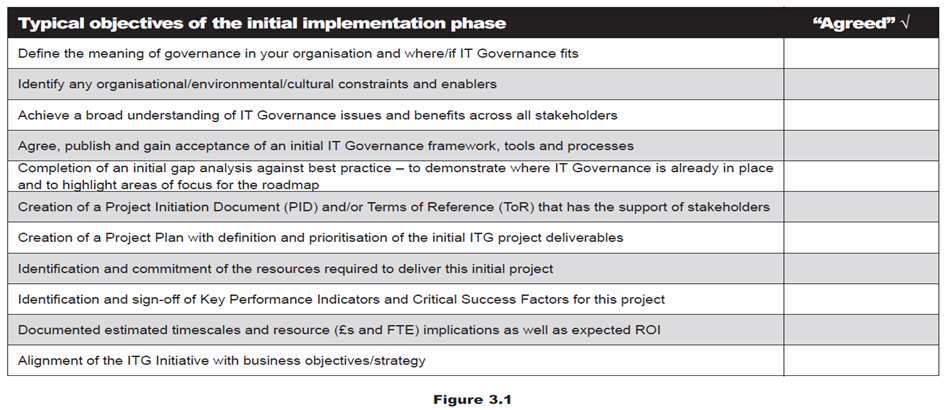 Typical objectives of the initial implementation phase “Agreed” √
Define the meaning of governance in your organisation and where/if IT Governance fits
Identify any organisational/environmental/cultural constraints and enablers
Achieve a broad understanding of IT Governance issues and benefits across all stakeholders
Agree, publish and gain acceptance of an initial IT Governance framework, tools and processes
Completion of an initial gap analysis against best practice – to demonstrate where IT Governance is already in place
and to highlight areas of focus for the roadmap
Creation of a Project Initiation Document (PID) and/or Terms of Reference (ToR) that has the support of stakeholders
Creation of a Project Plan with definition and prioritisation of the initial ITG project deliverables
Identification and commitment of the resources required to deliver this initial project
Identification and sign-off of Key Performance Indicators and Critical Success Factors for this project
Documented estimated timescales and resource (£s and FTE) implications as well as expected ROI
Alignment of the ITG Initiative with business objectives/strategy
Figure 3.1